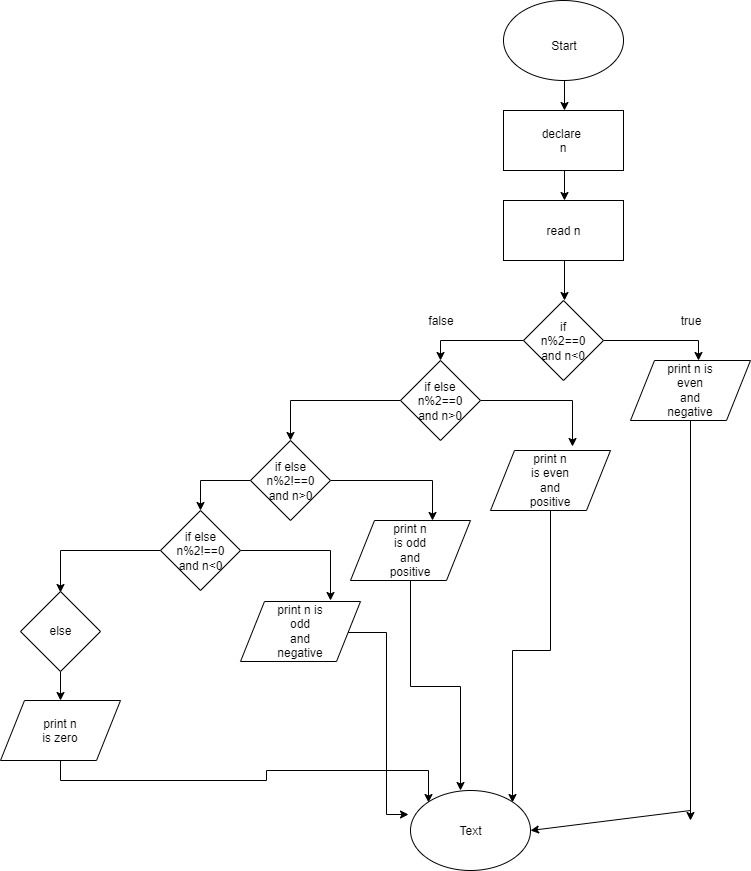 Start
declare
n
read n
if
n%2==0
and n<0
false
true
print n is
even
and
negative
if else
n%2==0
and n>0
print n
is even
and
positive
if else
n%2!==0
and n>0
print n
is odd
and
positive
if else
n%2!==0
and n<0
print n is
odd
and
negative
else
print n
is zero
Text